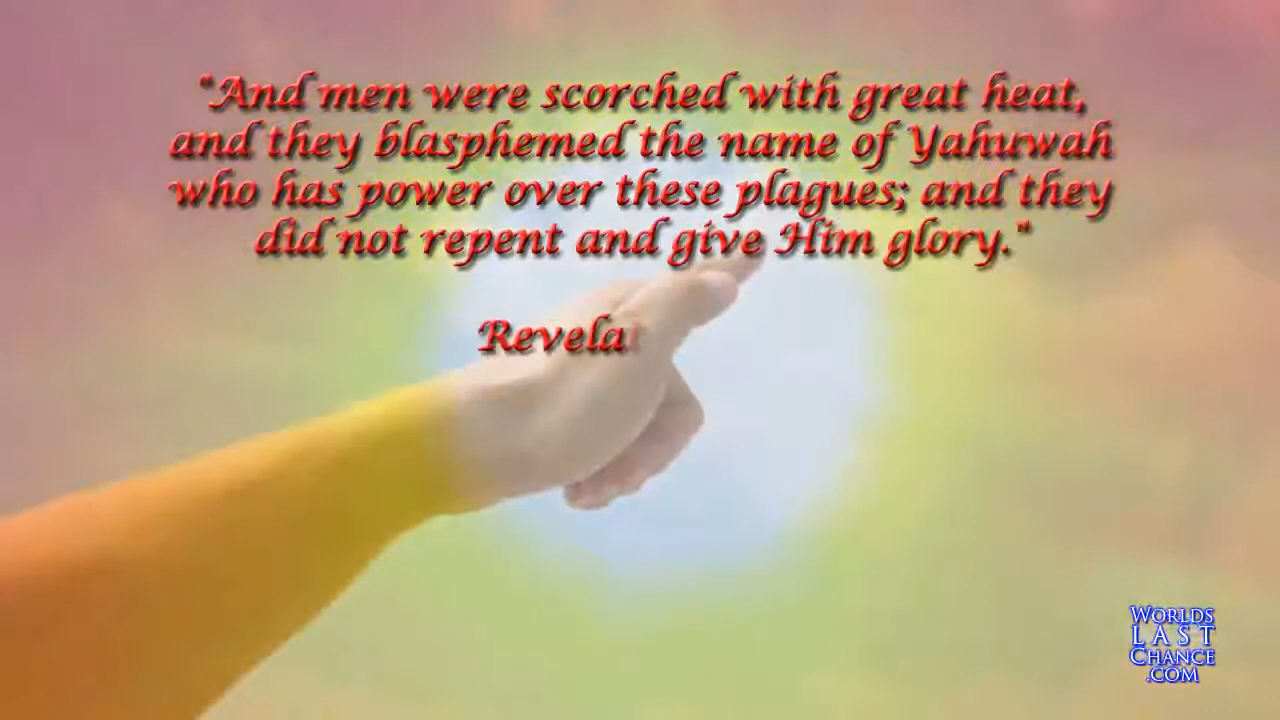 "And men were scorched with great heat,
and they blasphemed the name of Yahuwah
who has power over these plagues; and they
did not repent and give Him glory."
Revela
WORLDS
LAST
CHANCE
.COM